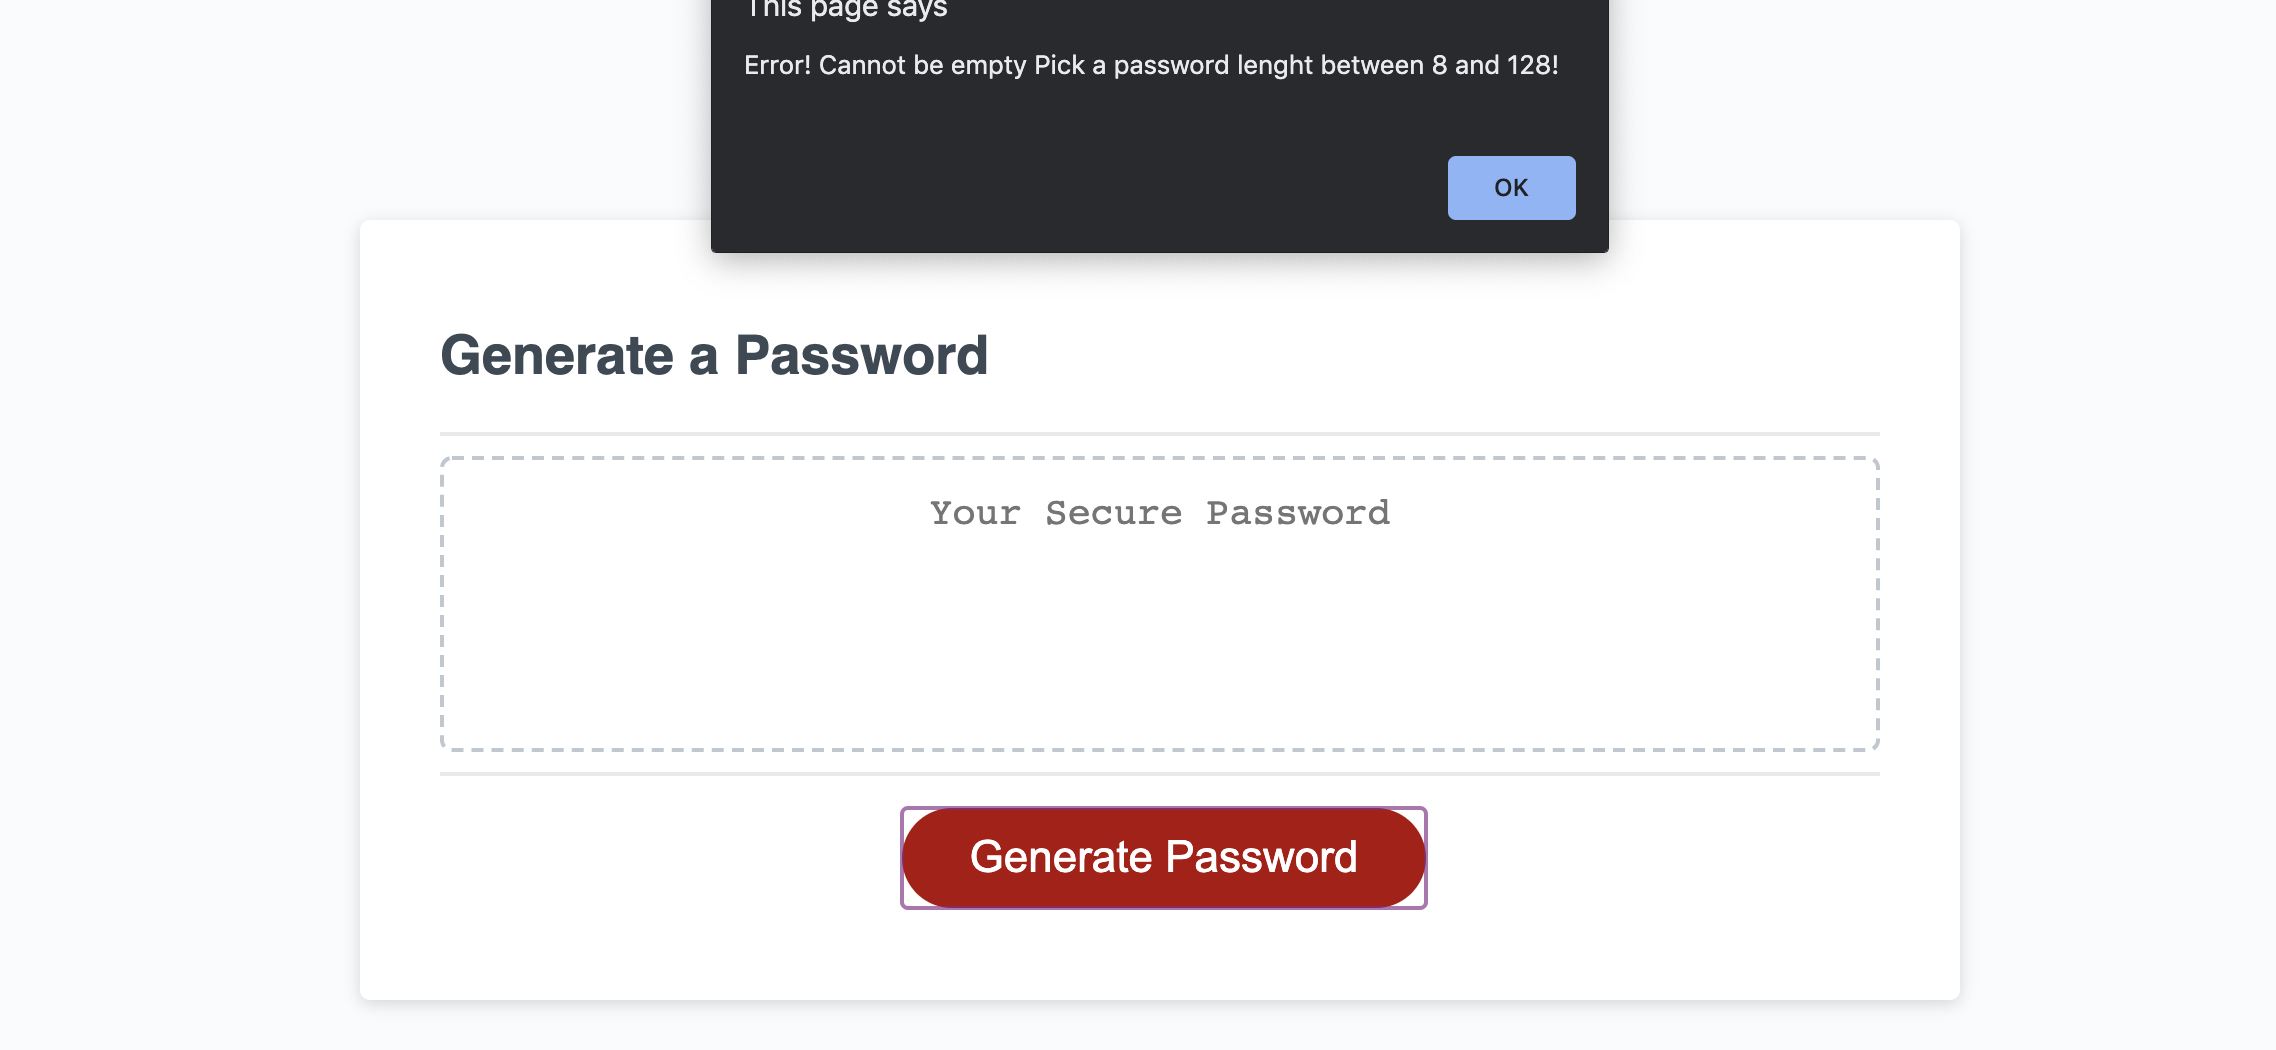 This page says
Error! Cannot be empty Pick a password lenght between 8 and 128!
OK
Generate a Password
Your Secure Password
Generate Password